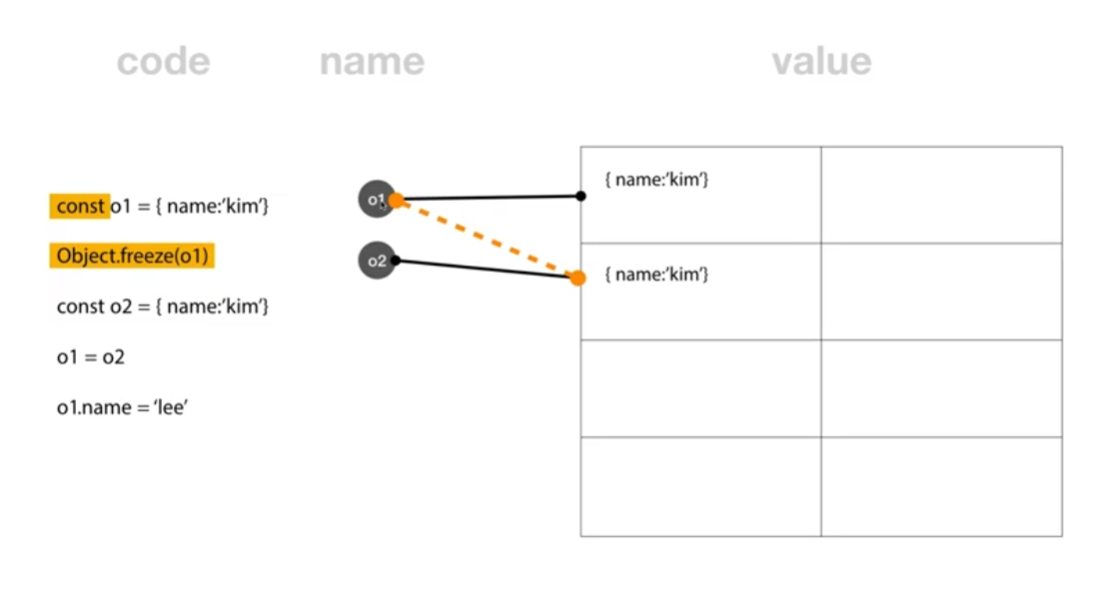 code name value
const o1 = { name:‘kim’}
Object.freeze(o1)
const o2 = { name:‘kim’}
o1 = o2
o1.name = ‘lee’
o1
o2
{ name:‘kim’}
{ name:‘kim’}